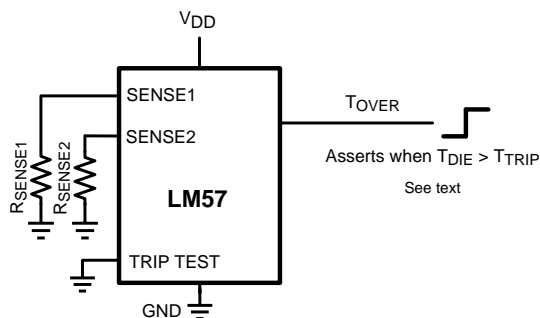 VDD
SENSE1
SENSE2
RSENSE1
RSENSE2
LM57
TRIP TEST
GND
TOVER
Asserts when TDIE > TTRIP
See text